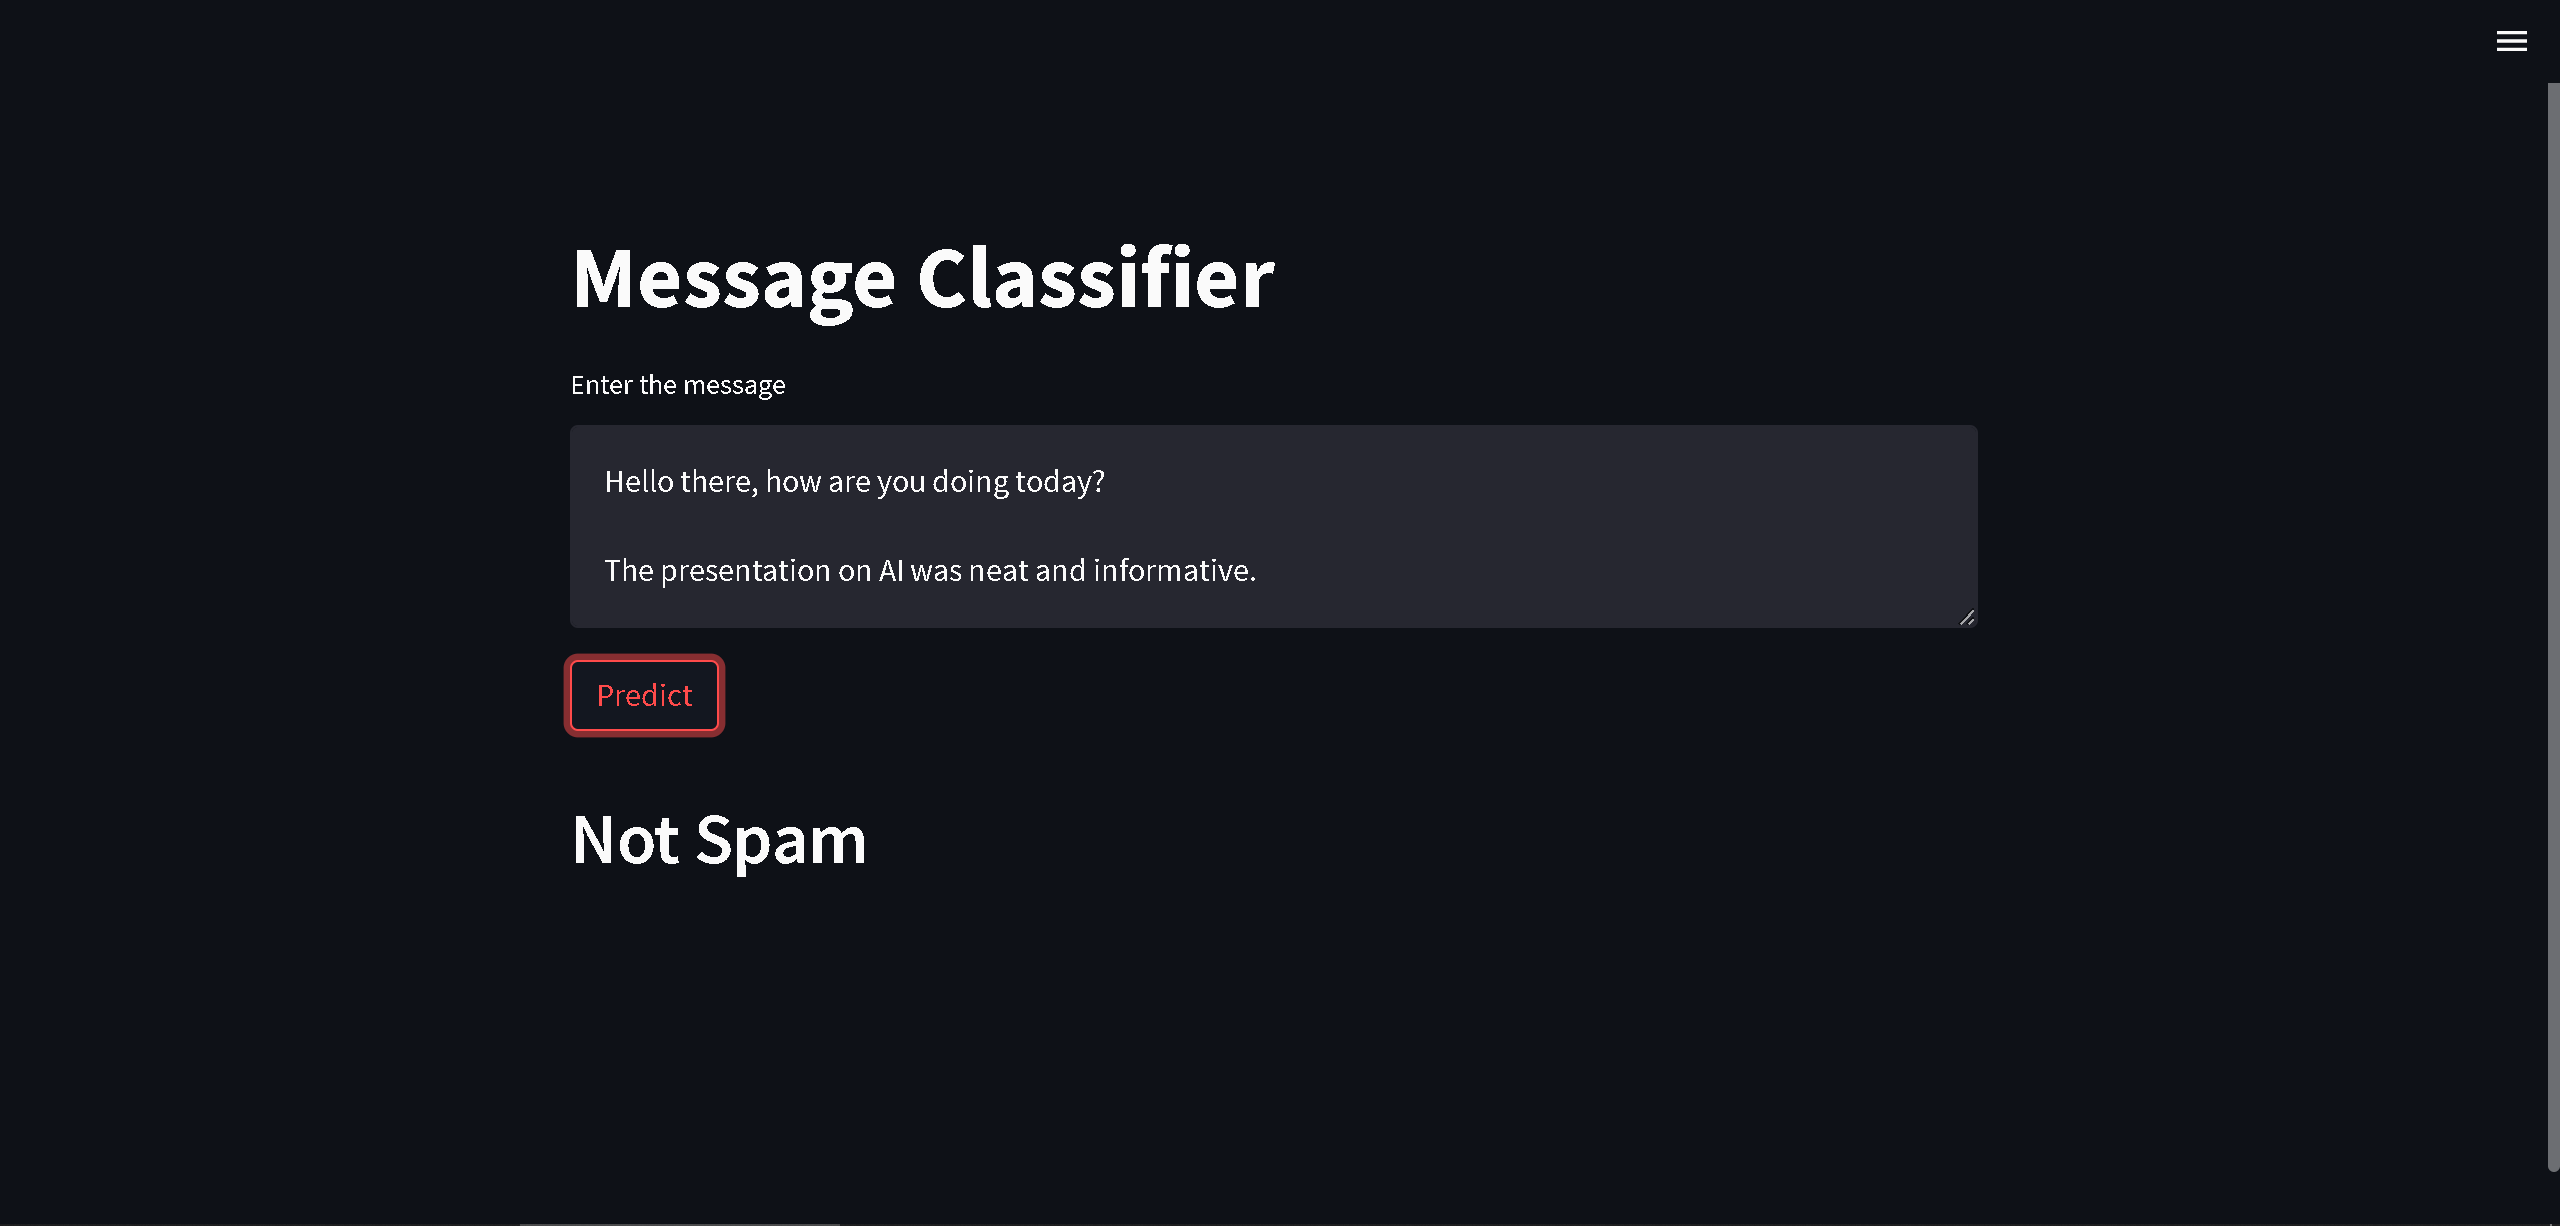 Message Classifier
Enter the message
Hello there, how are you doing today?
The presentation on AI was neat and informative.
Predict
Not Spam